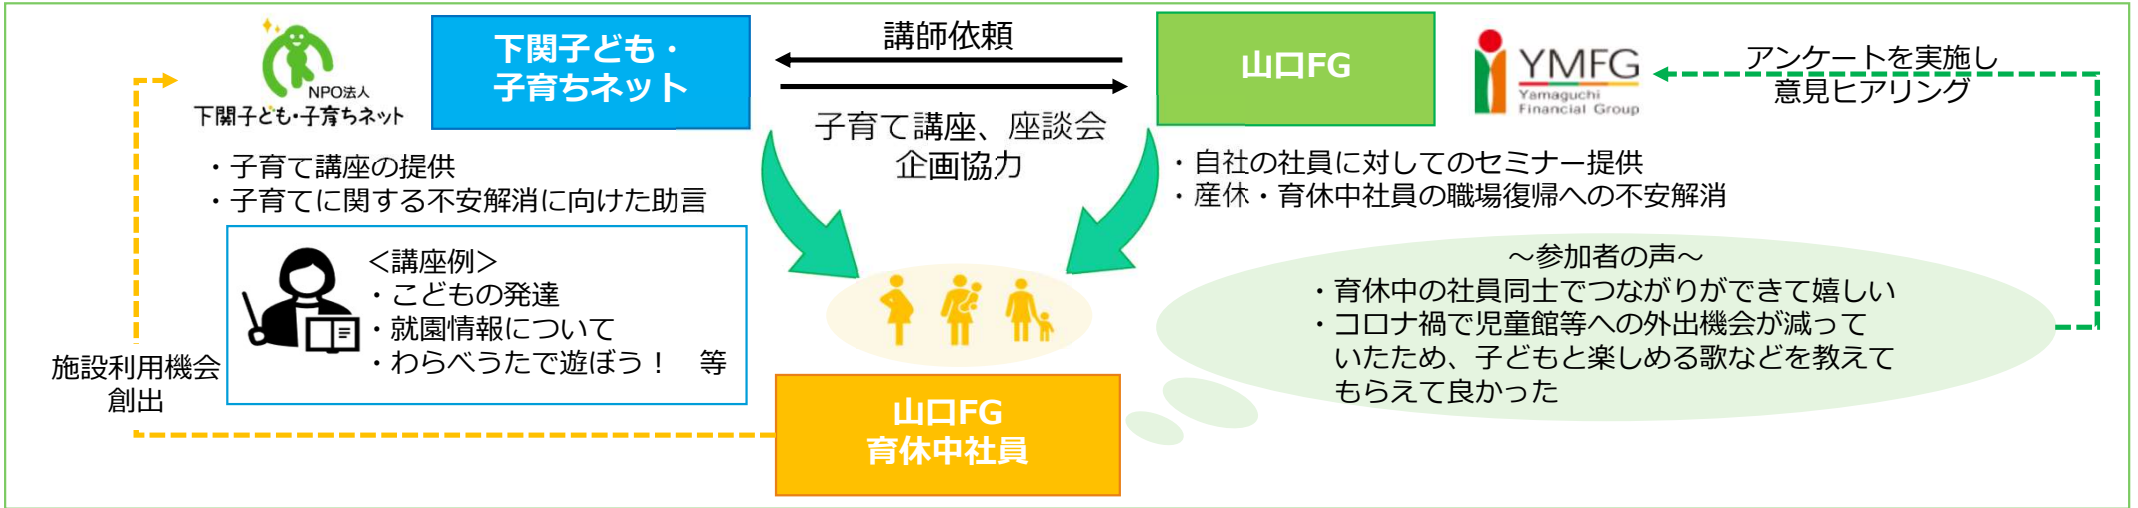 NPO法人
下関子ども・子育ちネット
下関子ども・
子育ちネット
講師依頼
子育て講座、座談会
企画協力
山口FG
YMFG
Yamaguchi
Financial Group
アンケートを実施し
意見ヒアリング
・子育て講座の提供
・子育てに関する不安解消に向けた助言
・自社の社員に対してのセミナー提供
・産休・育休中社員の職場復帰への不安解消
＜講座例＞
・こどもの発達
・就園情報について
・わらべうたで遊ぼう！　等
～参加者の声～
・育休中の社員同士でつながりができて嬉しい
・コロナ禍で児童館等への外出機会が減って
いたため、子どもと楽しめる歌などを教えて
もらえて良かった
施設利用機会
創出
山口FG
育休中社員